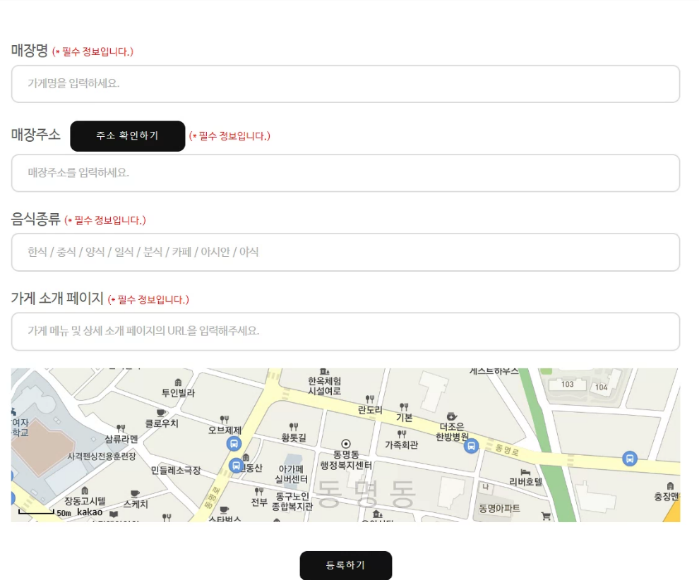 매장명 (* 필수 정보입니다.)
가게명을 입력하세요.
매장주소 주소 확인하기 (* 필수 정보입니다.)
매장주소를 입력하세요.
음식종류 (* 필수 정보입니다.)
한식 / 중식 / 양식 / 일식 / 분식 / 카페 / 아시안 / 야식
가게 소개 페이지 (* 필수 정보입니다.)
가게 메뉴 및 상세 소개 페이지의 URL을 입력해주세요.
게스트하우스
한옥체험
시설여로
103
104
투인빌라
란도리
기본
여자
학교
클로우치
오브제제
더조은
한방병원
삼류라멘
황톳길
가족회관
동명로
사격펜싱전용훈련장
동명동
행정복지센터
민들레소극장
동산
아가페
실버센터
리버호텔
나
장동고시텔
스케치
전부
동구노인
종합복지관
동명동
동명로
동명아파트
충장맨
50m kakao
스타벅스
등록하기